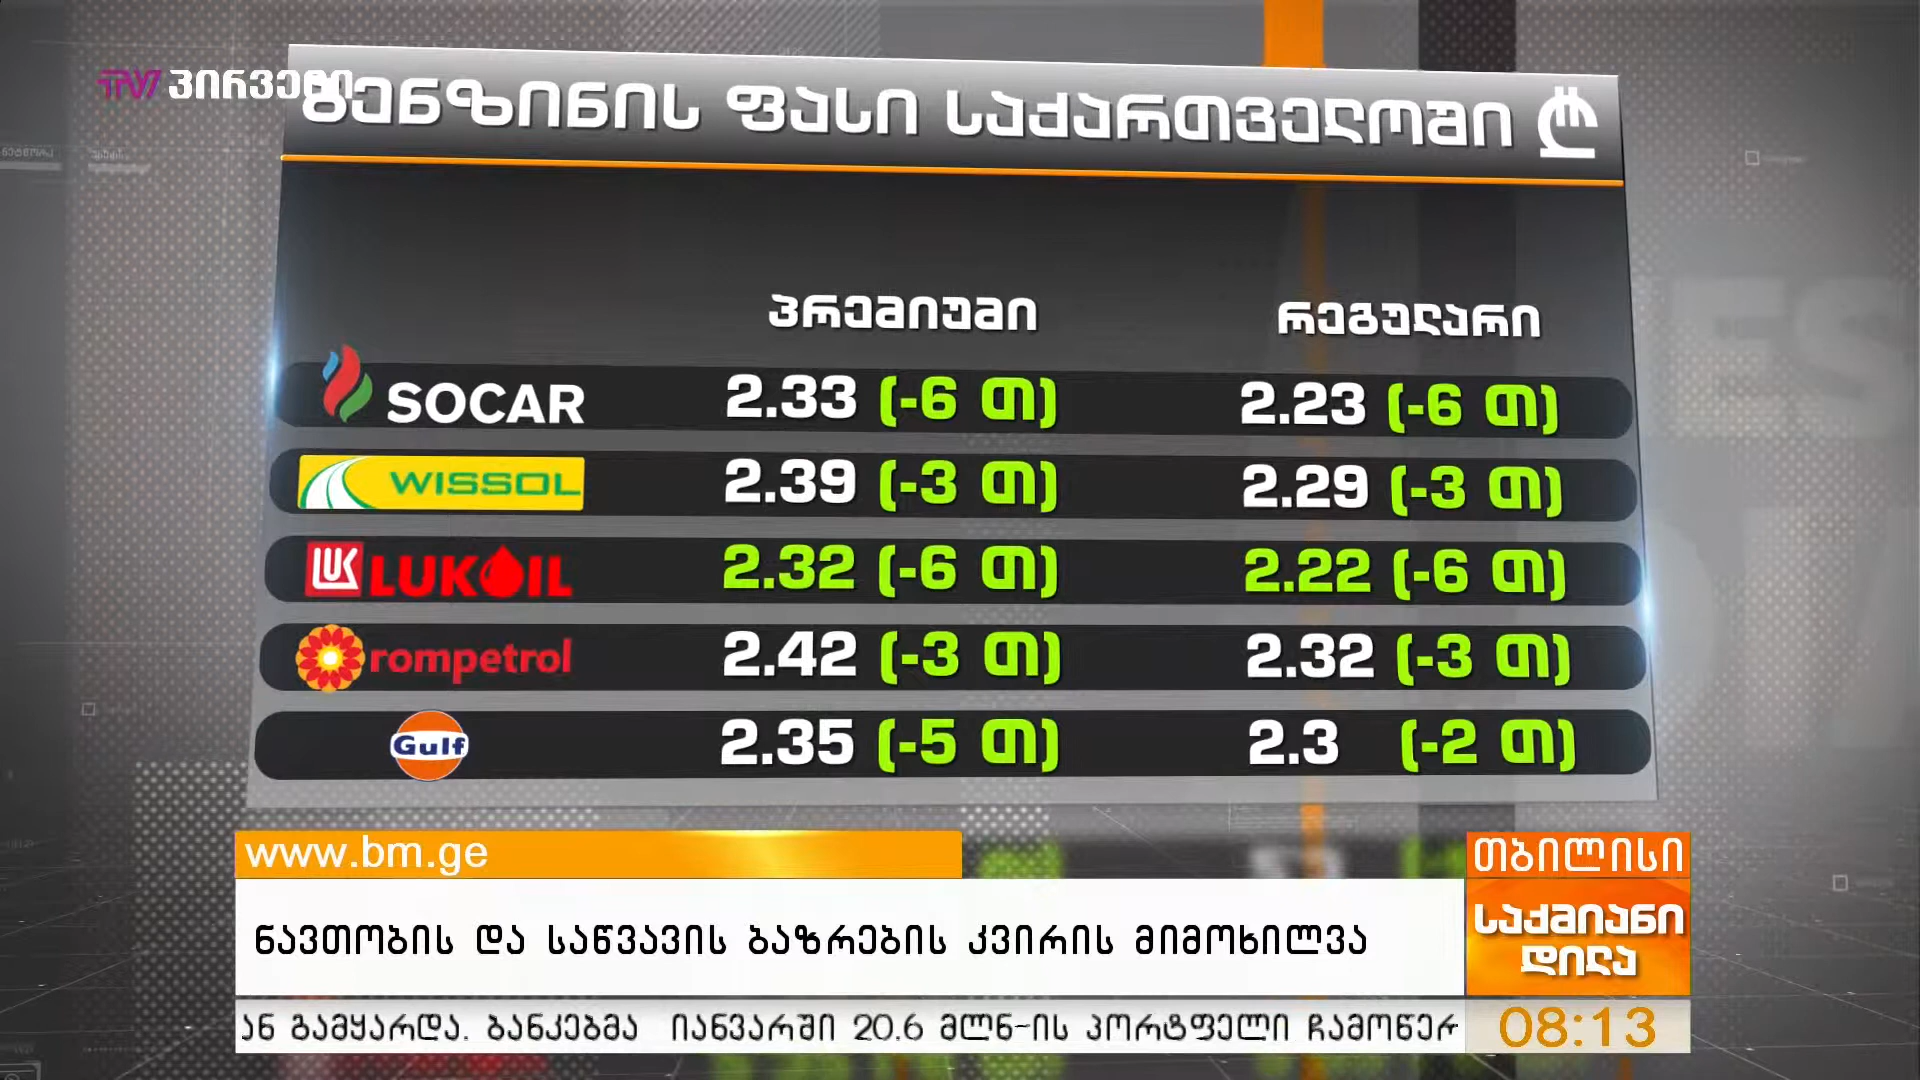 TV პირველი
ბენზინის ფასი საქართველოში ₾
პრემიუმი რეგულარი
SOCAR 2.33 (-6 თ) 2.23 (-6 თ)
WISSOL 2.39 (-3 თ) 2.29 (-3 თ)
LUK LUKOIL 2.32 (-6 თ) 2.22 (-6 თ)
rompetrol 2.42 (-3 თ) 2.32 (-3 თ)
Gulf 2.35 (-5 თ) 2.3 (-2 თ)
www.bm.ge
თბილისი
ნავთობის და საწვავის ბაზრების კვირის მიმოხილვა
საქმიანი
დილა
ან გამყარდა. ბანკებმა იანვარში 20.6 მლნ-ის პორტფელი ჩამოწერ
08:13